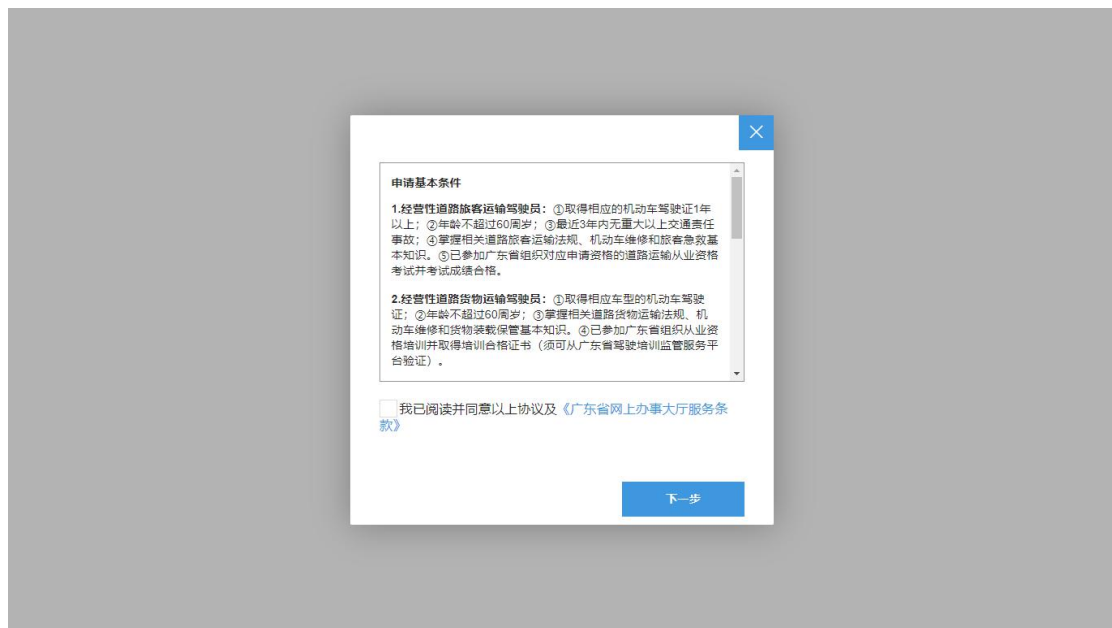 申请基本条件
1.经营性道路旅客运输驾驶员：①取得相应的机动车驾驶证1年
以上；②年龄不超过60周岁；③最近3年内无重大以上交通责任
事故；④掌握相关道路旅客运输法规、机动车维修和旅客急救基
本知识。⑤已参加广东省组织对应申请资格的道路运输从业资格
考试并考试成绩合格。
2.经营性道路货物运输驾驶员：①取得相应车型的机动车驾驶
证；②年龄不超过60周岁；③掌握相关道路货物运输法规、机
动车维修和货物装载保管基本知识。④已参加广东省组织从业资
格培训并取得培训合格证书（须可从广东省驾驶培训监管服务平
台验证）。
我已阅读并同意以上协议及《广东省网上办事大厅服务条
款》
下一步